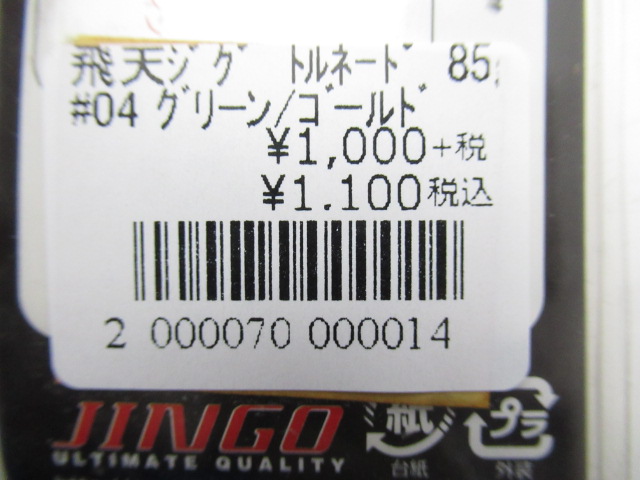 飛天ｼﾞｸﾞ ﾄﾙﾈｰﾄﾞ 85
#04 ｸﾞﾘｰﾝ/ｺﾞｰﾙﾄﾞ
¥1,000+税
¥1.100税込
2 000070 000014
JINGO
ULTIMATE QUALITY
紙
台紙
プラ
外装